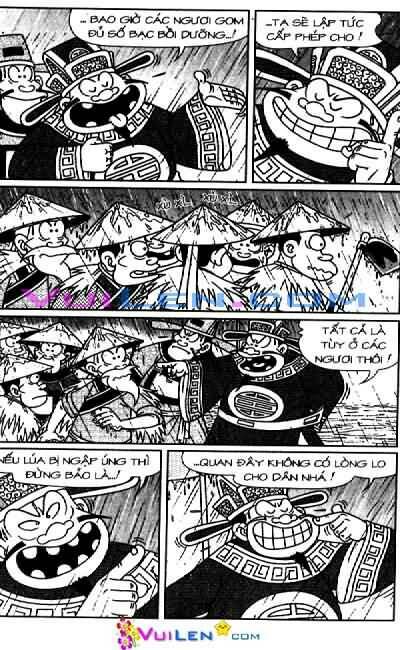 ... BAO GIỜ CÁC NGƯƠI GOM
ĐỦ SỐ BẠC BỒI DƯỠNG...!
...TA SẼ LẬP TỨC
CẤP PHÉP CHO !
XÙ XÌ
XÙ XÌ
VUILEN.COM
TẤT CẢ LÀ
TÙY Ở CÁC
NGƯƠI THÔI !
NẾU LÚA BỊ NGẬP ÚNG THÌ
ĐỪNG BẢO LÀ...!
...QUAN ĐÂY KHÔNG CÓ LÒNG LO
CHO DÂN NHÁ !
VUILEN.COM